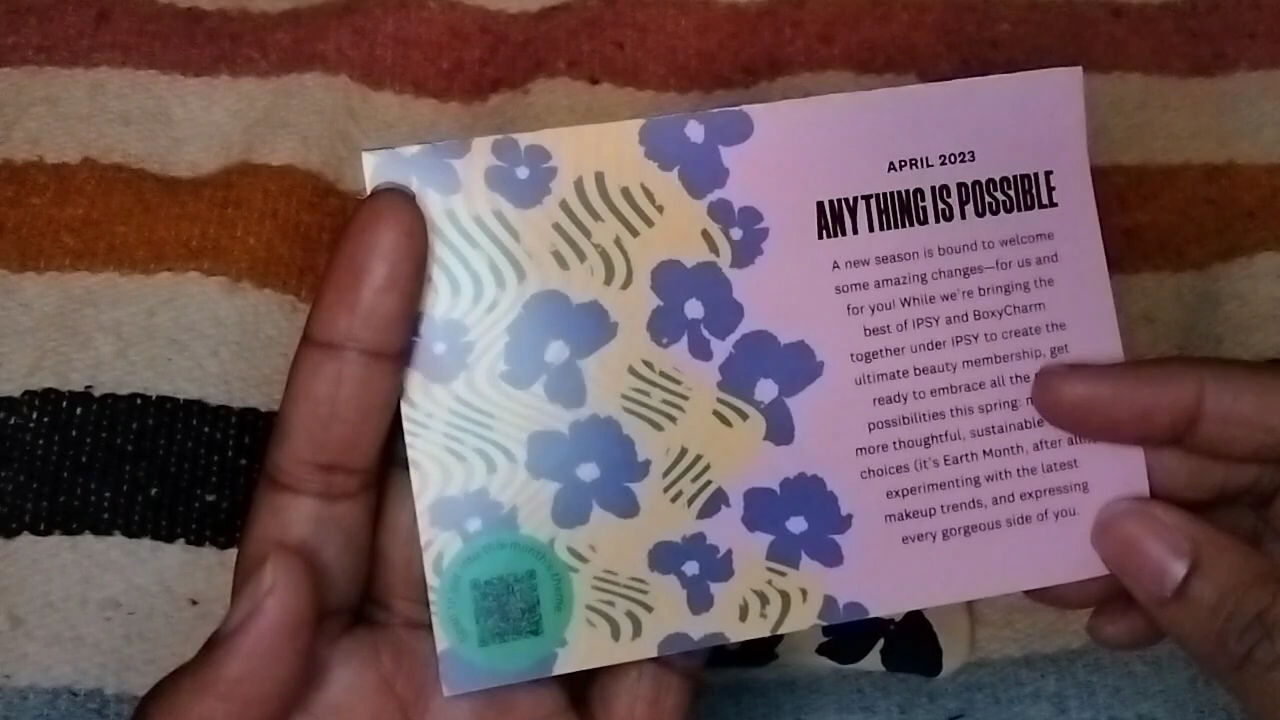 APRIL 2023
ANYTHING IS POSSIBLE
A new season is bound to welcome
some amazing changes—for us and
for you! While we're bringing the
best of IPSY and BoxyCharm
together under IPSY to create the
ultimate beauty membership, get
ready to embrace all the
possibilities this spring:
more thoughtful, sustainable
choices (it's Earth Month, after all),
experimenting with the latest
makeup trends, and expressing
every gorgeous side of you.
this month's theme